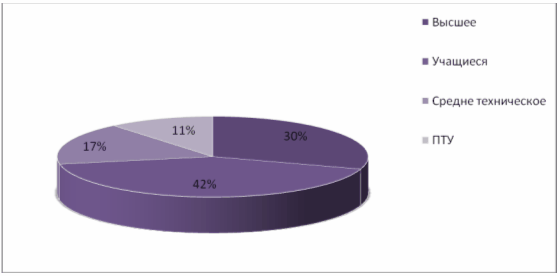 Высшее
Учащиеся
Средне техническое
ПТУ
11%
30%
17%
42%